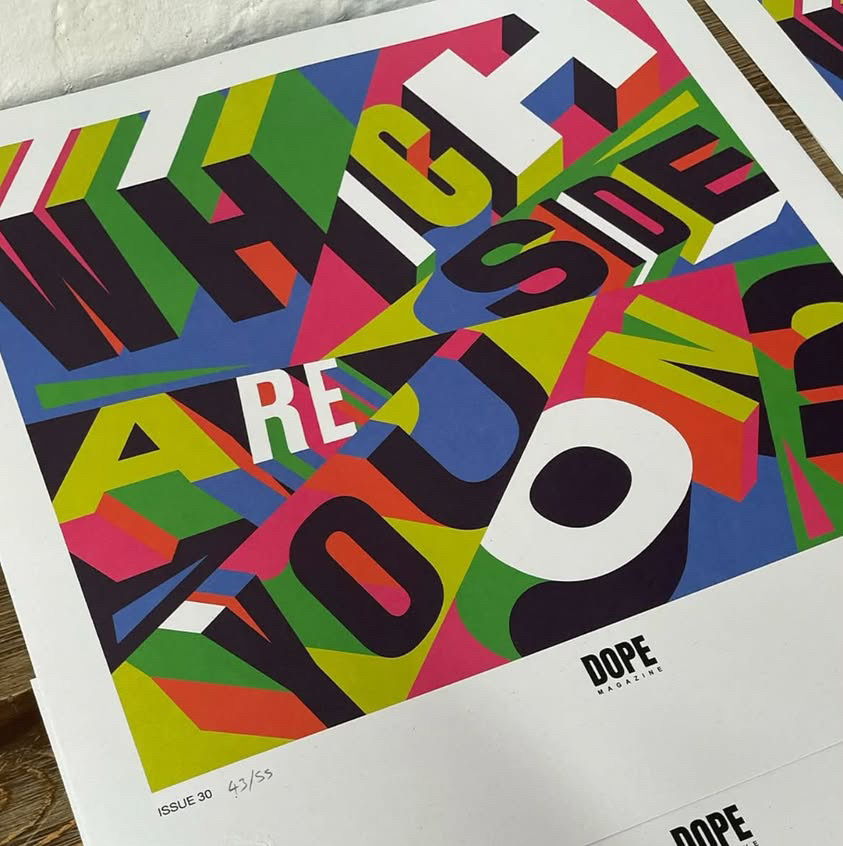 WHICH
SIDE
ARE
YOU
ON
DOPE
MAGAZINE
ISSUE 30
43/55
DOPE